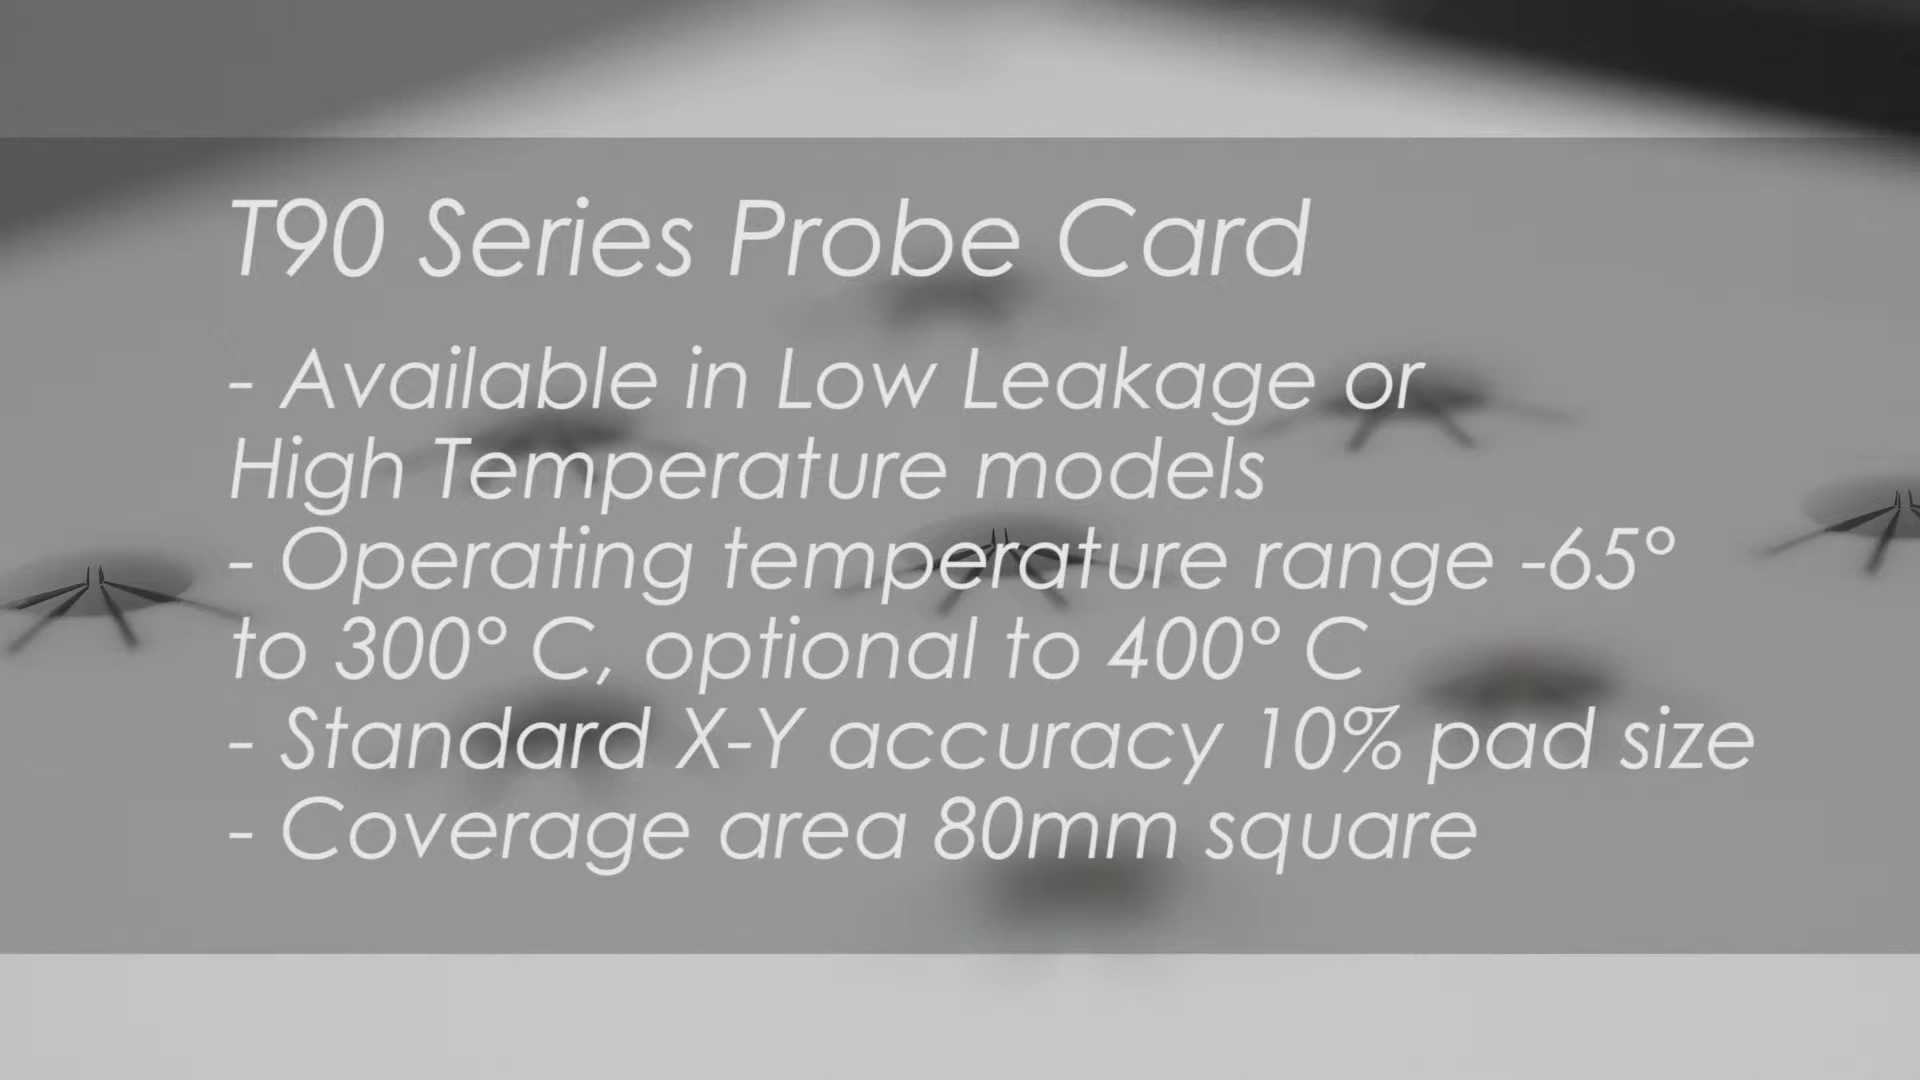 T90 Series Probe Card
- Available in Low Leakage or
High Temperature models
- Operating temperature range -65°
to 300° C, optional to 400° C
- Standard X-Y accuracy 10% pad size
- Coverage area 80mm square